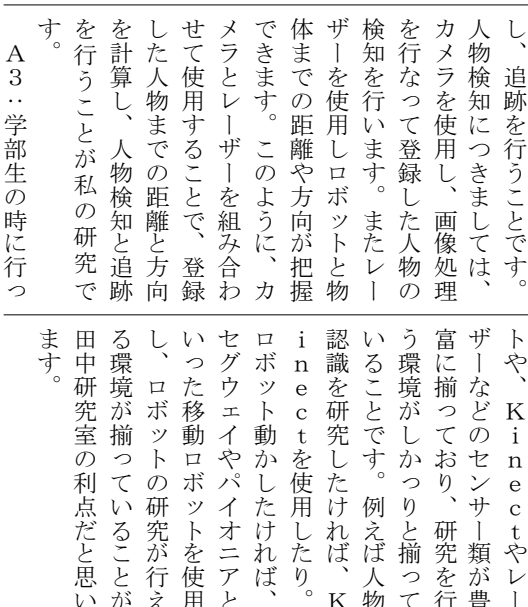 し、追跡を行うことです。
人物検知につきましては、
カメラを使用し、画像処理
を行なって登録した人物の
検知を行います。またレー
ザーを使用しロボットと物
体までの距離や方向が把握
できます。このように、カ
メラとレーザーを組み合わ
せて使用することで、登録
した人物までの距離と方向
を計算し、人物検知と追跡
を行うことが私の研究で
す。
A3:学部生の時に行っ
トや、Kinectやレー
ザーなどのセンサー類が豊
富に揃っており、研究を行
う環境がしかつりと揃って
いることです。例えば人物
認識を研究したければ、K
inectを使用したり。
ロボット動かしたければ、
セグウェイやパイオニアと
いった移動ロボットを使用
し、ロボットの研究が行え
る環境が揃っていることが
田中研究室の利点だと思い
ます。